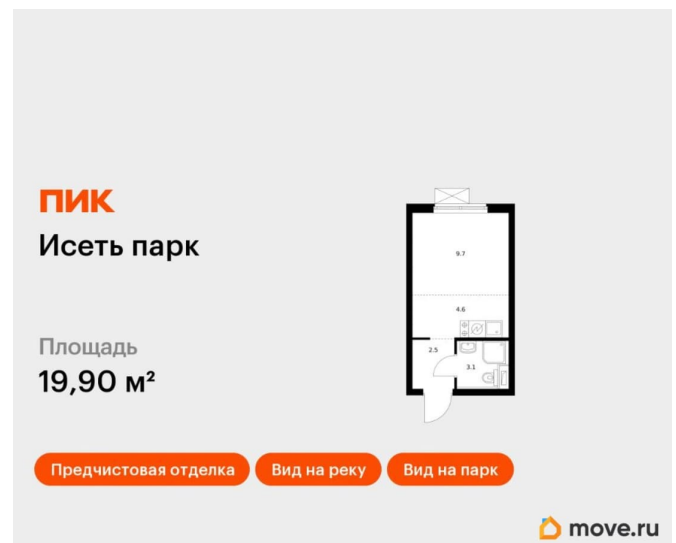 ПИК
Исеть парк
Площадь
19,90 м²
9.7
4.6
2.5
3.1
Предчистовая отделка
Вид на реку
Вид на парк
move.ru